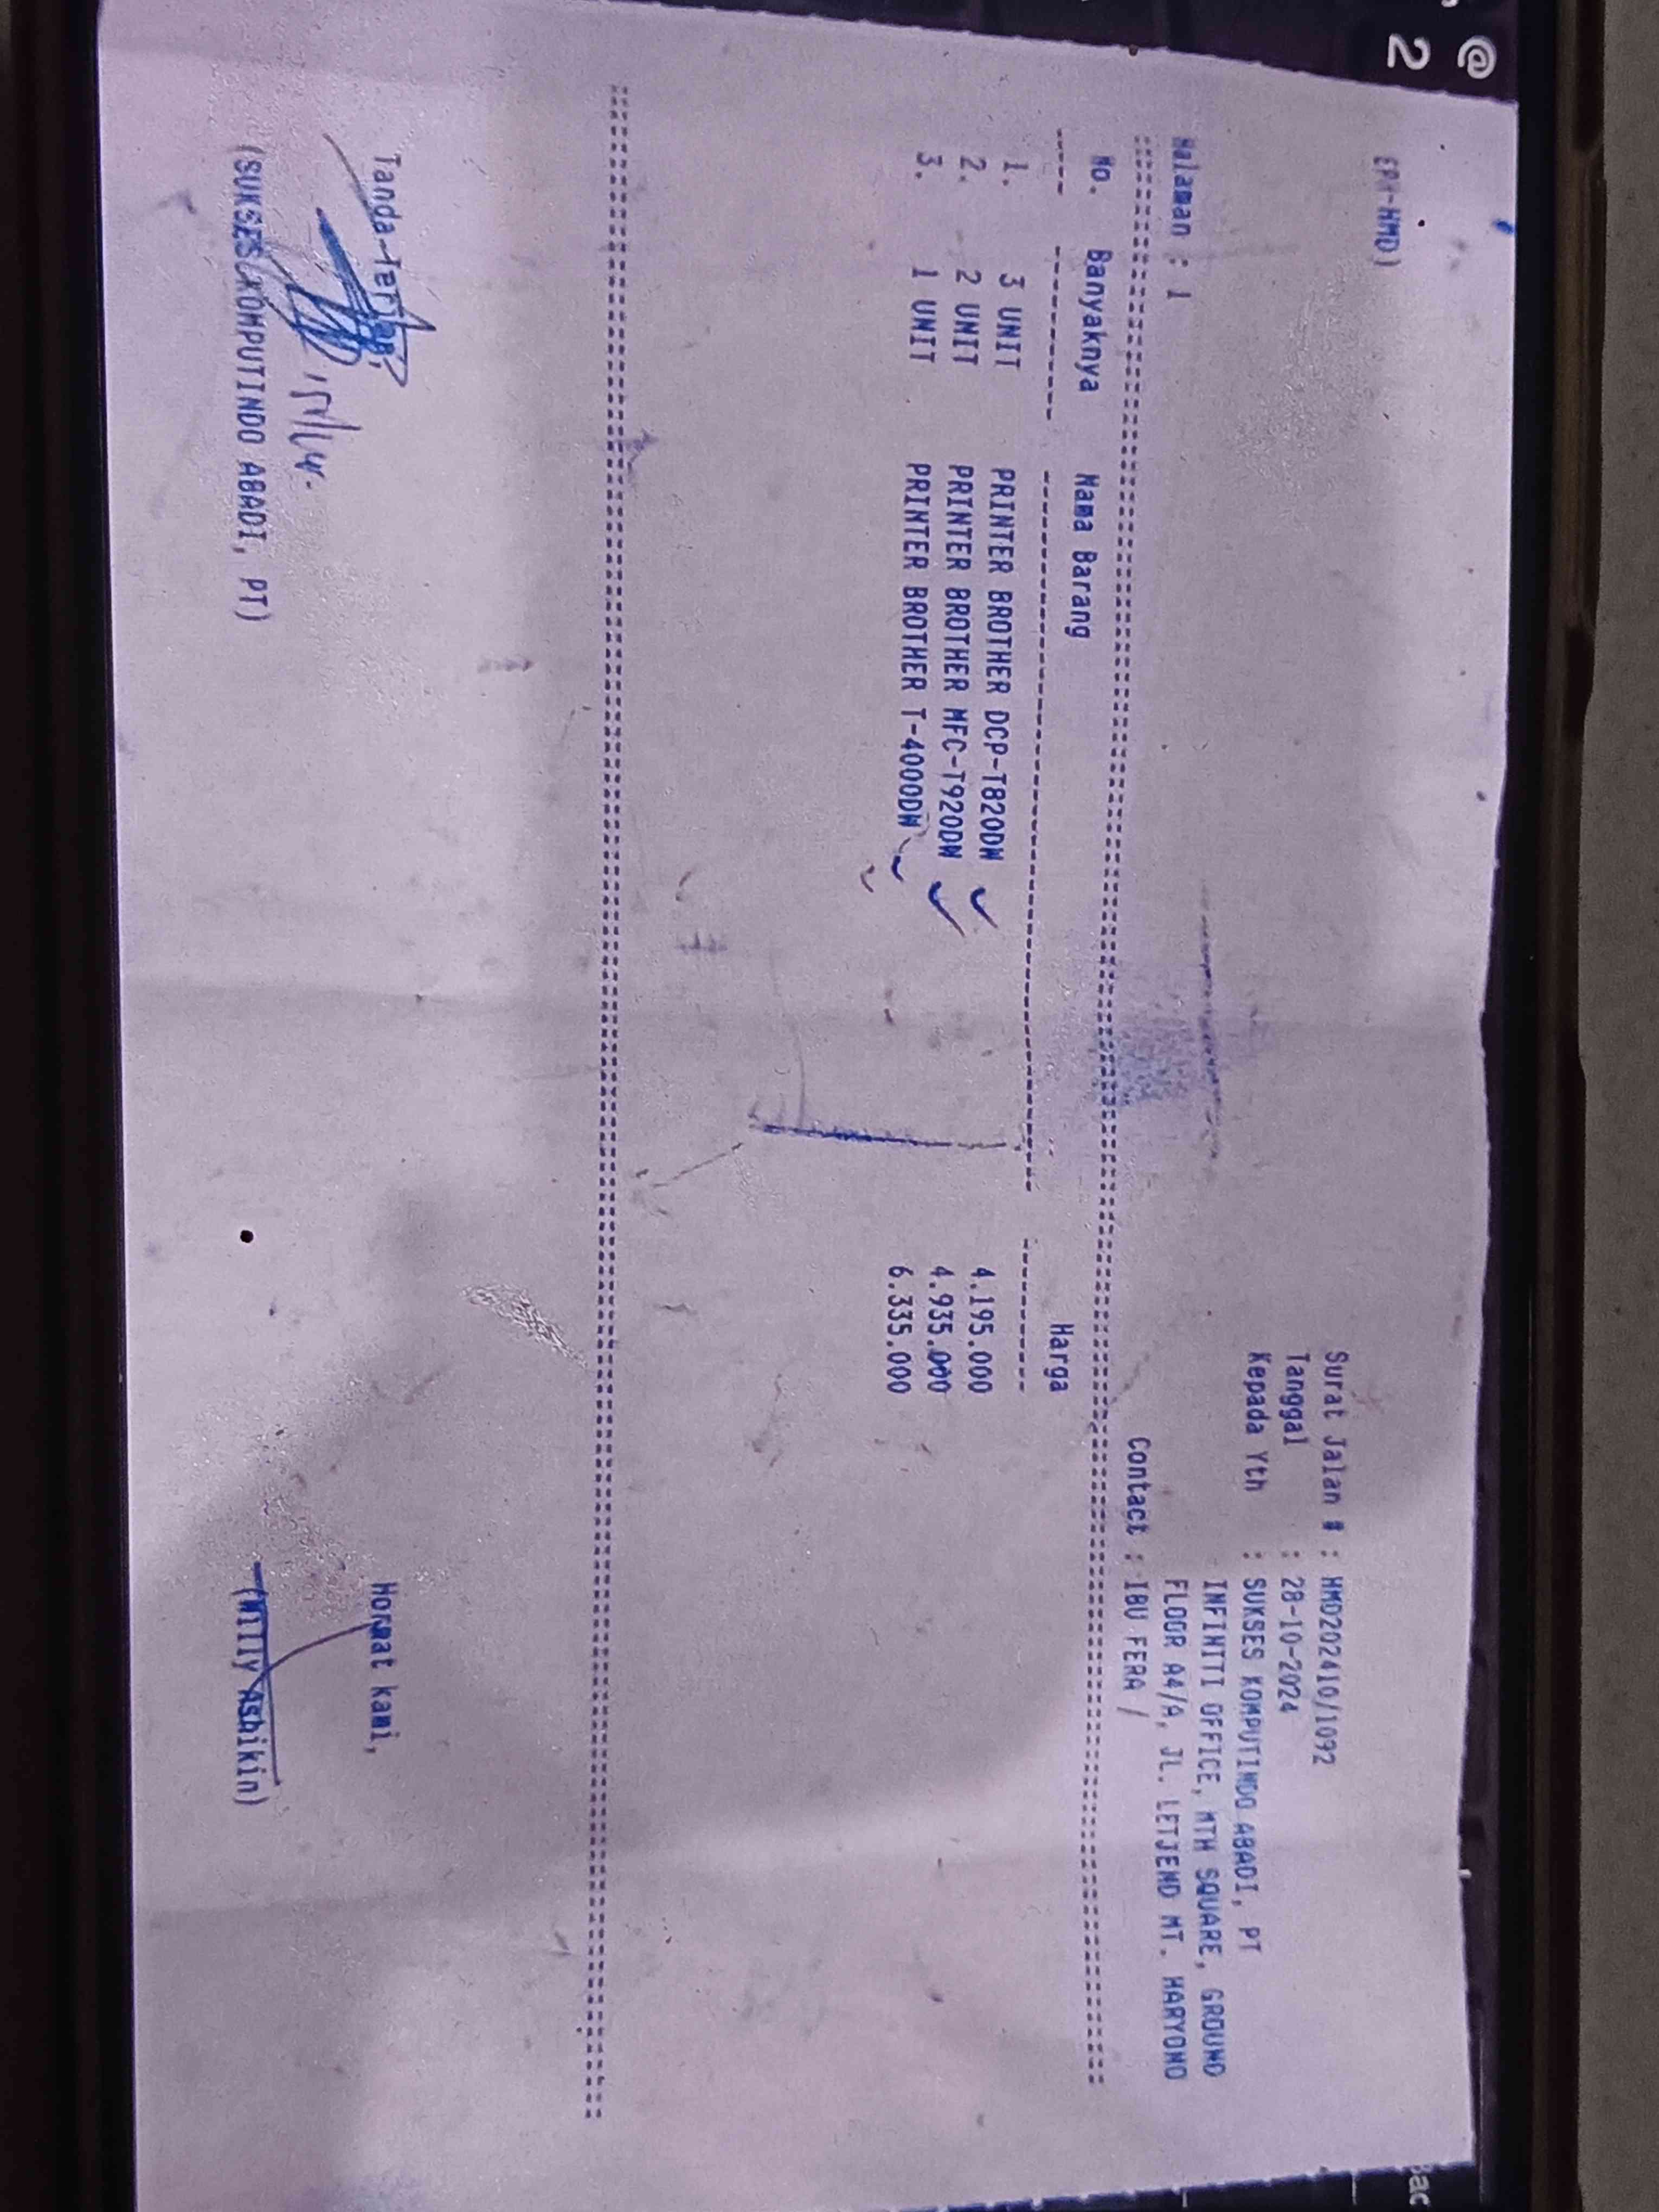 @
2
Surat Jalan # : HMD202410/1092
Tanggal : 28-10-2024
Kepada Yth : SUKSES KOMPUTINDO ABADI, PT
INFINITI OFFICE, MTH SQUARE, GROUND
FLOOR A4/A, JL. LETJEND MT. HARYONO
Contact : IBU FERA /
Halaman : 1
No. Banyaknya Nama Barang Harga
1. 3 UNIT PRINTER BROTHER DCP-T820DW 4.195.000
2. 2 UNIT PRINTER BROTHER MFC-T920DW 4.935.000
3. 1 UNIT PRINTER BROTHER T-4000DW 6.335.000
Tanda-terima, Hormat kami,
(SUKSES KOMPUTINDO ABADI, PT) (Willy Ashikin)